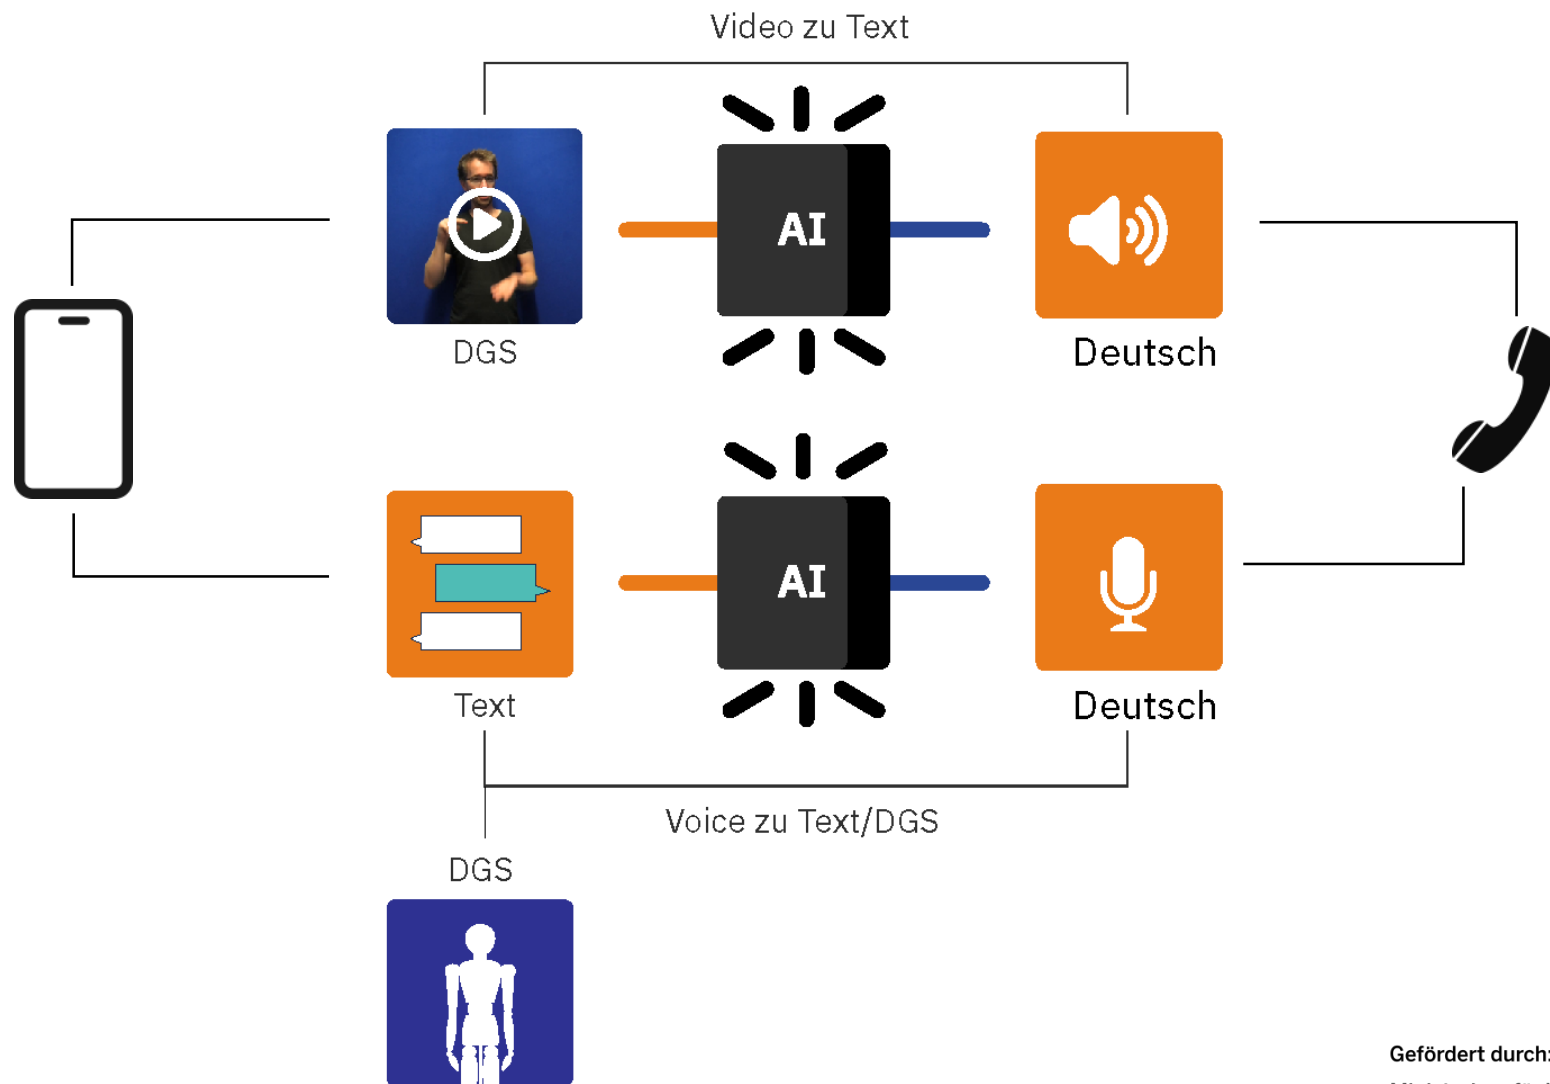 Video zu Text
AI
DGS
Deutsch
AI
Text
Deutsch
Voice zu Text/DGS
DGS
Gefördert durch: